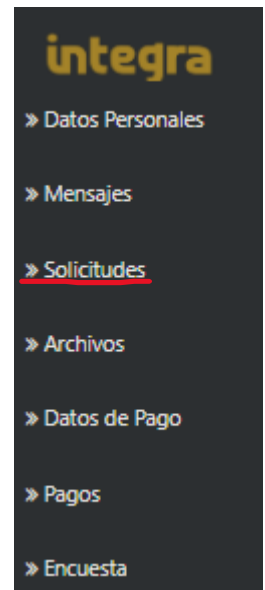 integra
» Datos Personales
» Mensajes
» Solicitudes
» Archivos
» Datos de Pago
» Pagos
» Encuesta